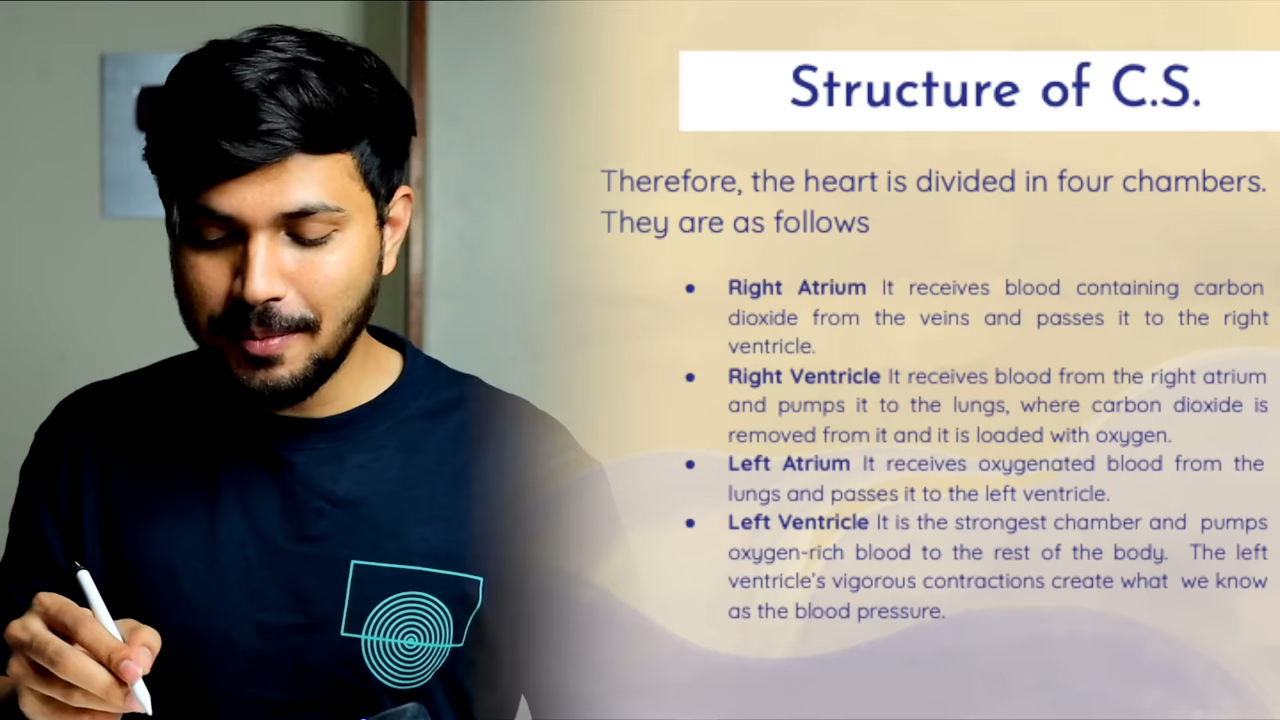 Structure of C.S.
Therefore, the heart is divided in four chambers.
They are as follows
• Right Atrium It receives blood containing carbon
dioxide from the veins and passes it to the right
ventricle.
• Right Ventricle It receives blood from the right atrium
and pumps it to the lungs, where carbon dioxide is
removed from it and it is loaded with oxygen.
• Left Atrium It receives oxygenated blood from the
lungs and passes it to the left ventricle.
• Left Ventricle It is the strongest chamber and pumps
oxygen-rich blood to the rest of the body. The left
ventricle's vigorous contractions create what we know
as the blood pressure.